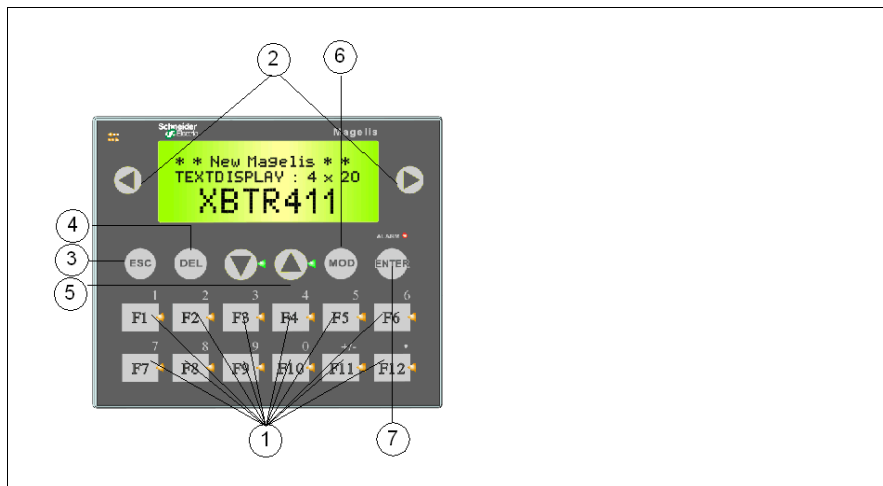 2 6
Schneider
Electric Magelis
* * New Magelis * *
TEXTDISPLAY : 4 x 20
XBTR411
4 ALARM
3 ESC DEL MOD ENTER
5
1 2 3 4 5 6
F1 F2 F3 F4 F5 F6
7 8 9 0 +/- •
F7 F8 F9 F10 F11 F12
1 7